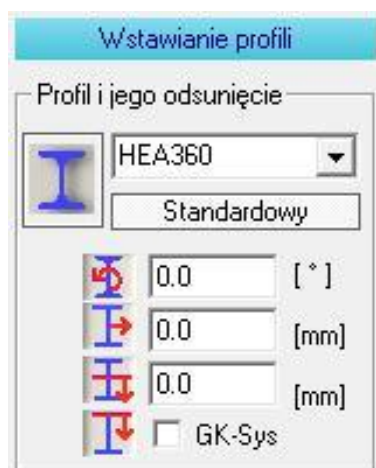 Wstawianie profili
Profil i jego odsunięcie
HEA360
Standardowy
0.0 [°]
0.0 [mm]
0.0 [mm]
GK-Sys